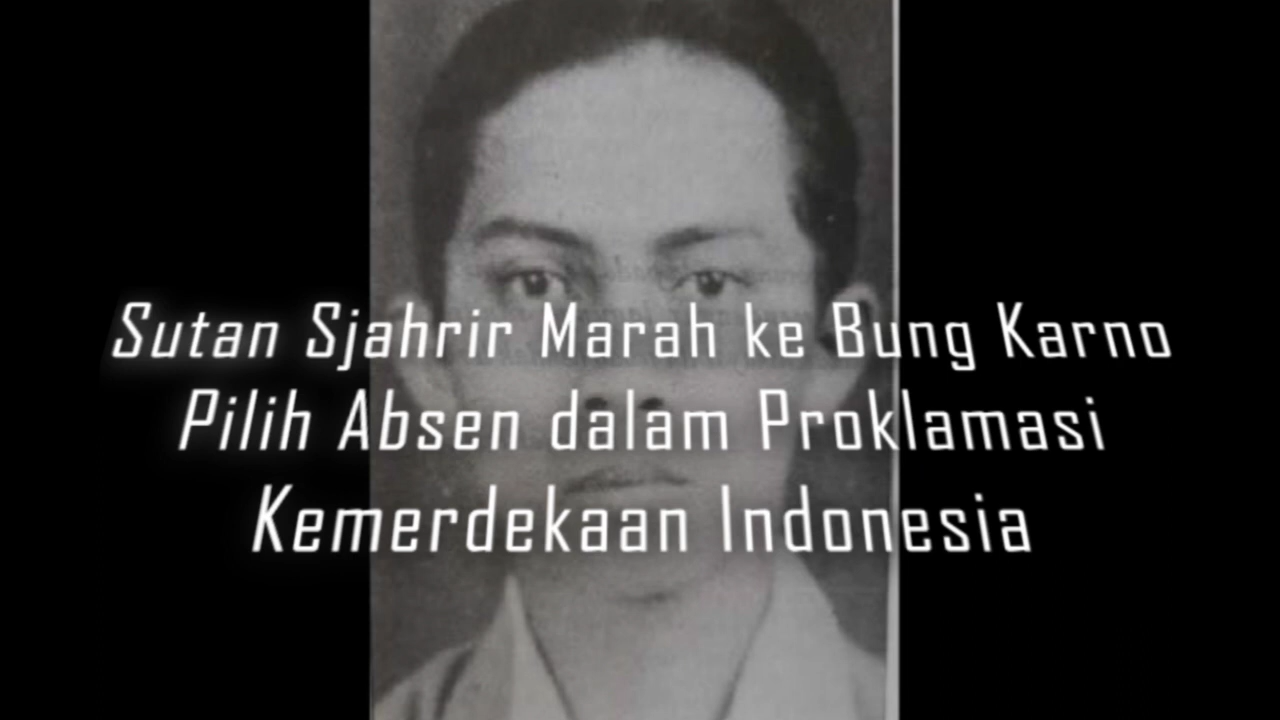 Sutan Sjahrir Marah ke Bung Karno
Pilih Absen dalam Proklamasi
Kemerdekaan Indonesia